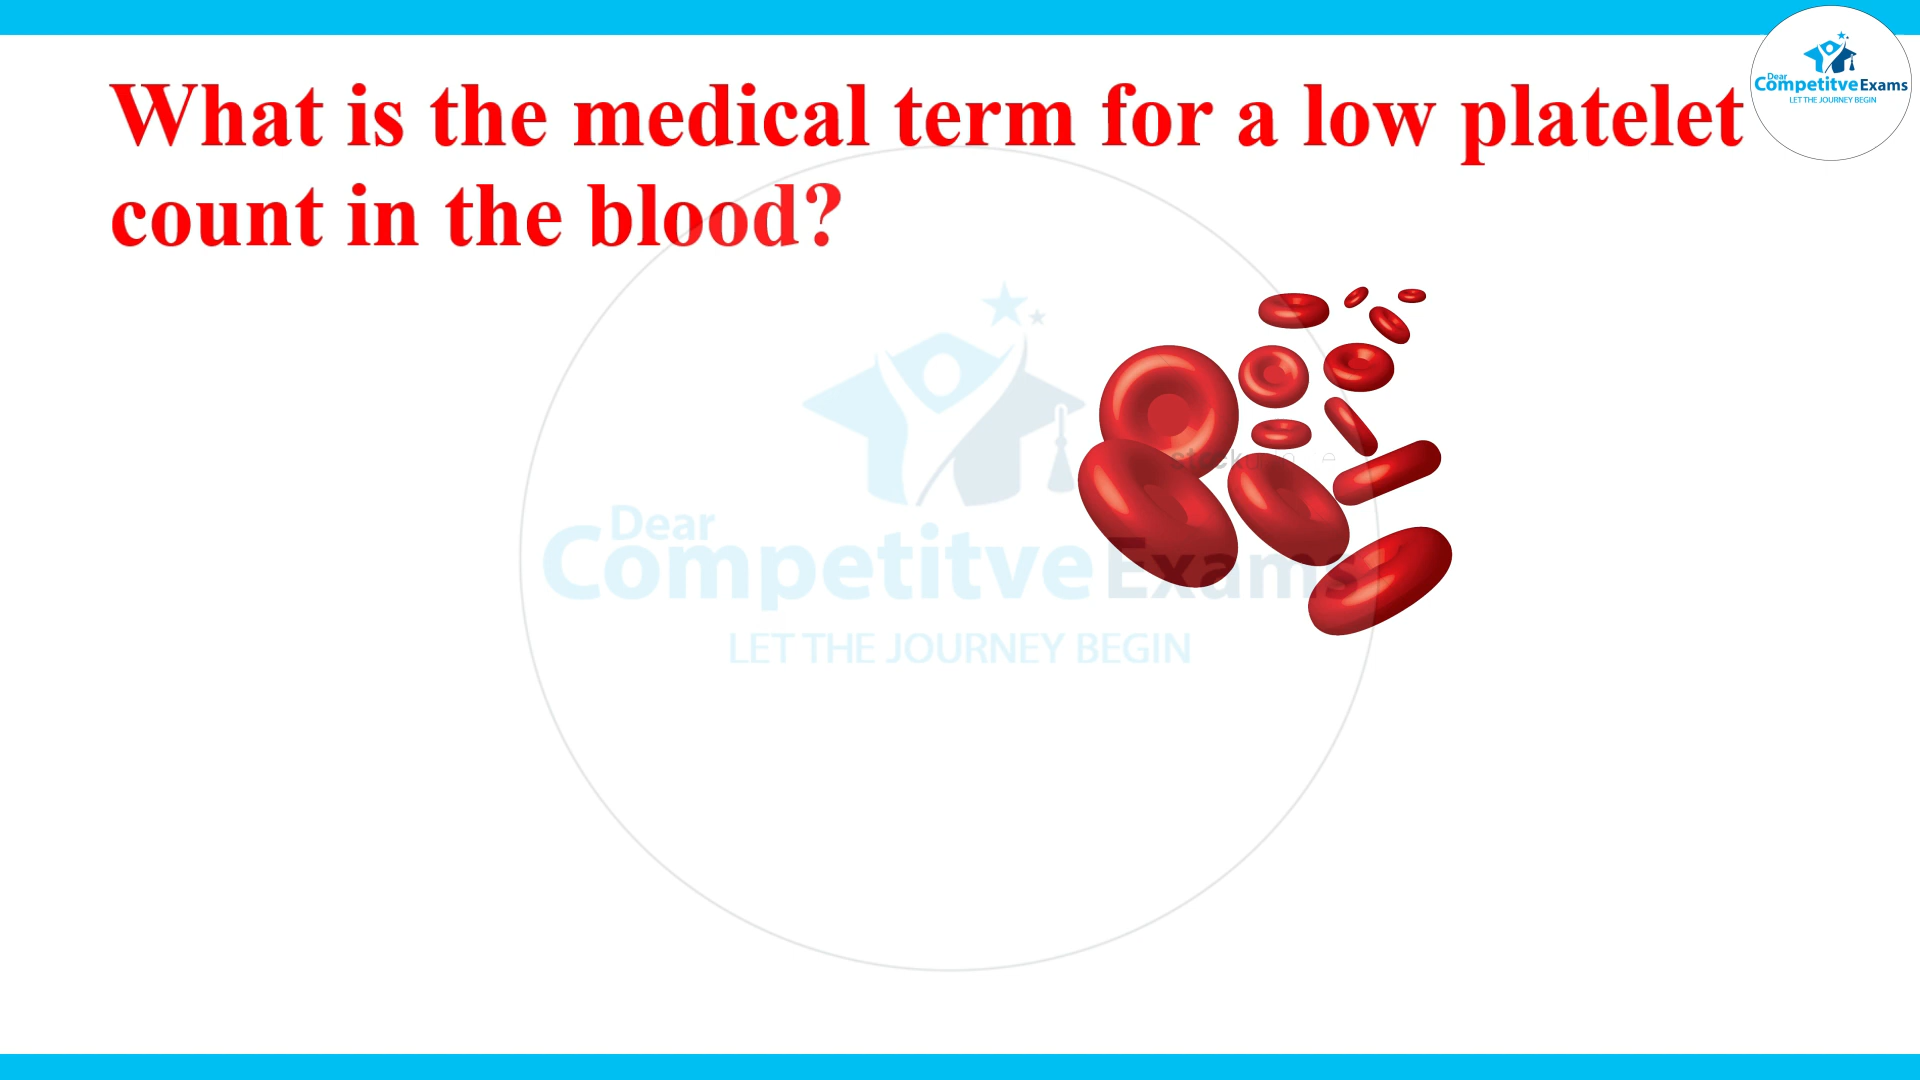 What is the medical term for a low platelet
count in the blood?
Dear
CompetitveExams
LET THE JOURNEY BEGIN
Dear
CompetitveExams
LET THE JOURNEY BEGIN